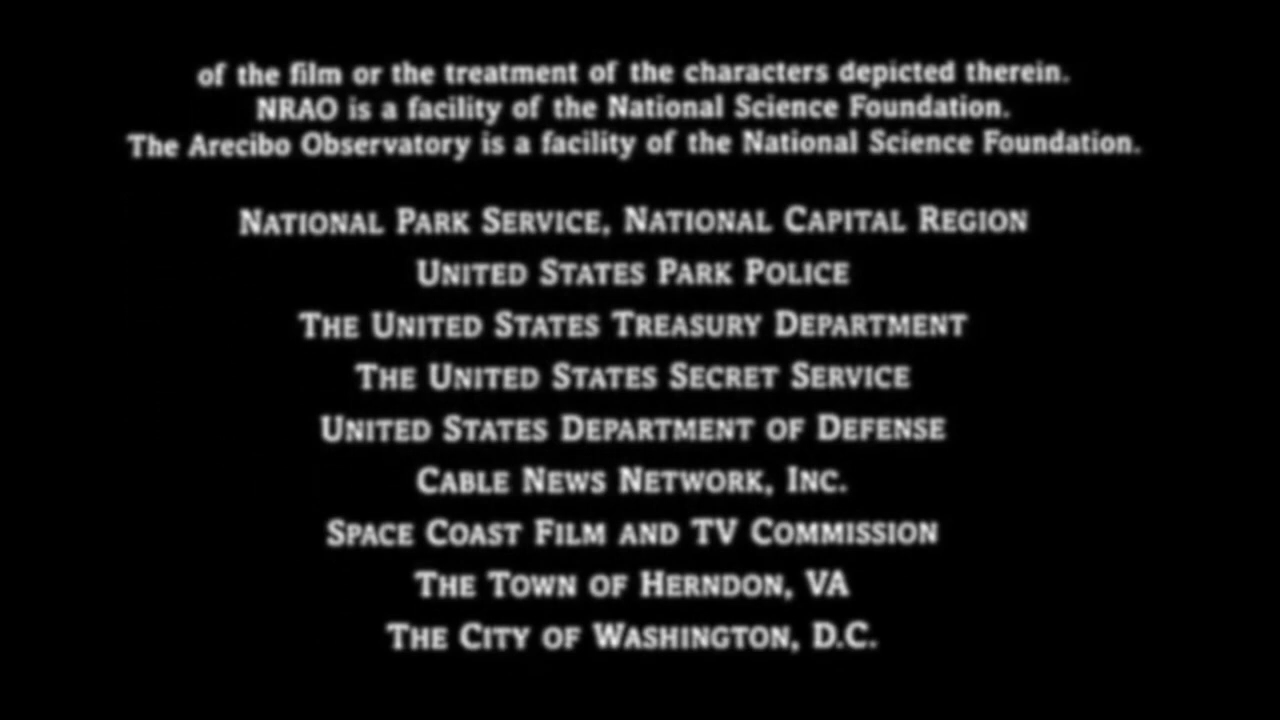 of the film or the treatment of the characters depicted therein.
NRAO is a facility of the National Science Foundation.
The Arecibo Observatory is a facility of the National Science Foundation.
NATIONAL PARK SERVICE, NATIONAL CAPITAL REGION
UNITED STATES PARK POLICE
THE UNITED STATES TREASURY DEPARTMENT
THE UNITED STATES SECRET SERVICE
UNITED STATES DEPARTMENT OF DEFENSE
CABLE NEWS NETWORK, INC.
SPACE COAST FILM AND TV COMMISSION
THE TOWN OF HERNDON, VA
THE CITY OF WASHINGTON, D.C.